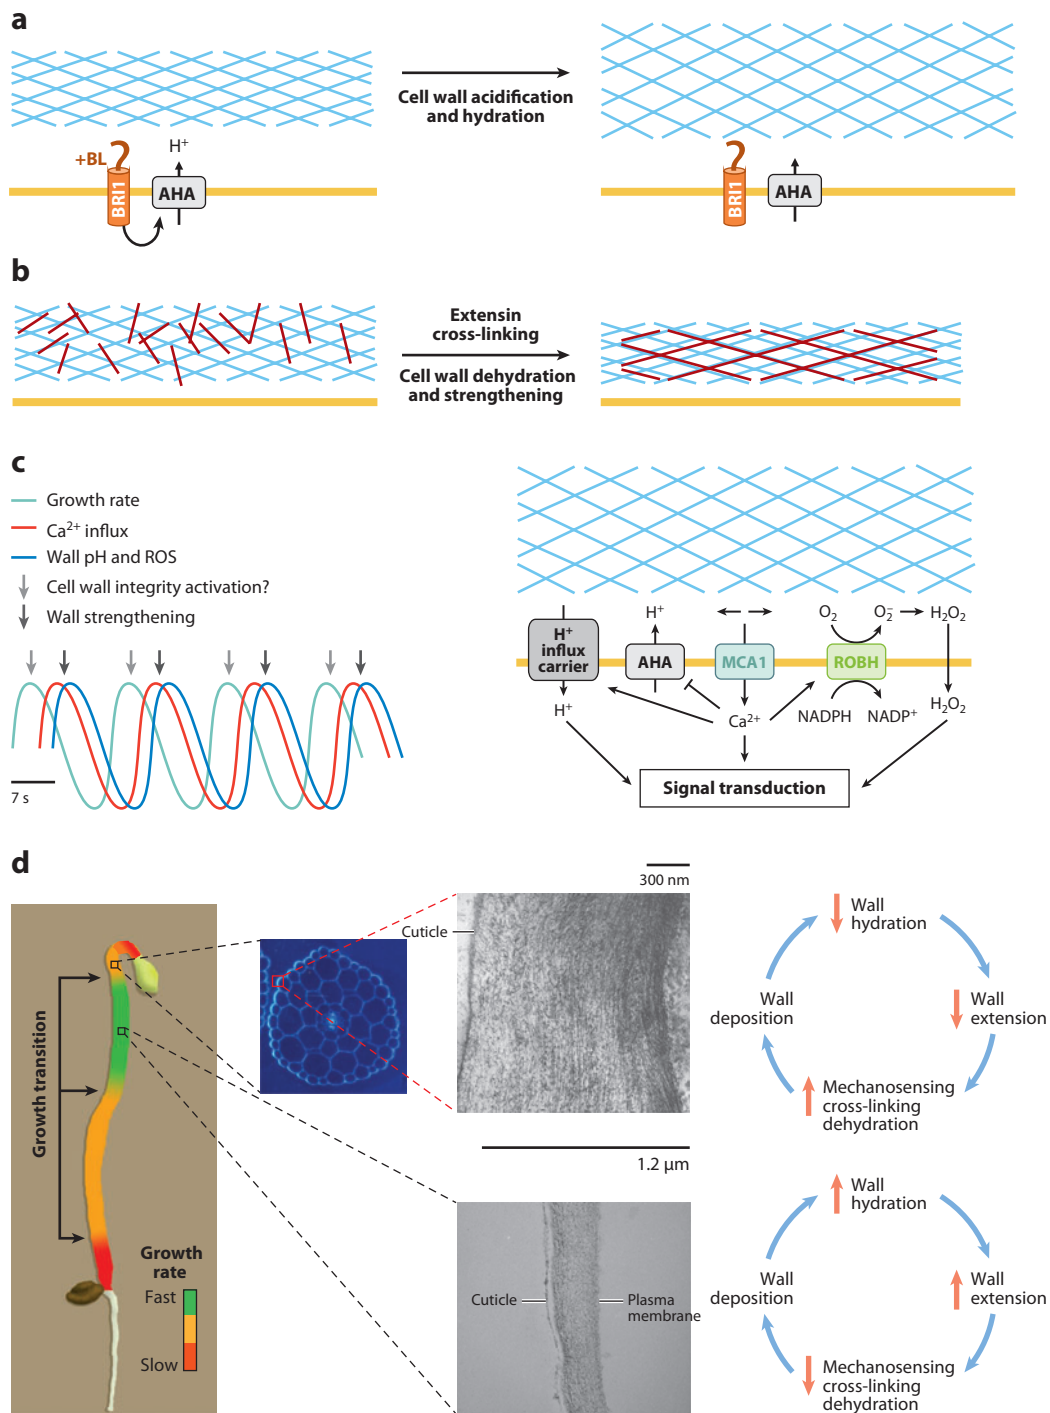 a
+BL
H⁺
BRI1
AHA
Cell wall acidification
and hydration
BRI1
AHA
b
Extensin
cross-linking
Cell wall dehydration
and strengthening
c
Growth rate
Ca²⁺ influx
Wall pH and ROS
Cell wall integrity activation?
Wall strengthening
7 s
H⁺
influx
carrier
H⁺
H⁺
AHA
MCA1
Ca²⁺
O₂
O₂⁻
H₂O₂
ROBH
NADPH
NADP⁺
H₂O₂
Signal transduction
d
Growth transition
Growth
rate
Fast
Slow
300 nm
Cuticle
1.2 µm
Cuticle
Plasma
membrane
Wall
hydration
Wall
extension
Mechanosensing
cross-linking
dehydration
Wall
deposition
Wall
hydration
Wall
extension
Mechanosensing
cross-linking
dehydration
Wall
deposition